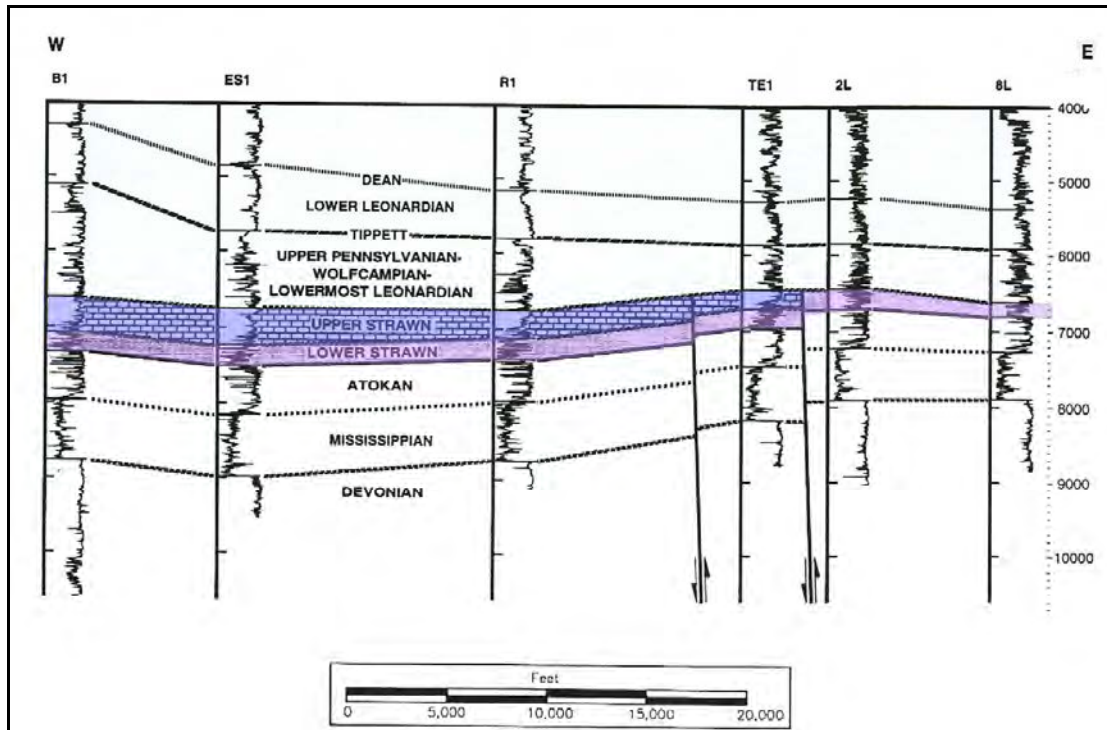 W
E
B1
ES1
R1
TE1
2L
8L
4000
DEAN
5000
LOWER LEONARDIAN
TIPPETT
UPPER PENNSYLVANIAN-
WOLFCAMPIAN-
LOWERMOST LEONARDIAN
6000
UPPER STRAWN
7000
LOWER STRAWN
ATOKAN
8000
MISSISSIPPIAN
DEVONIAN
9000
10000
Feet
0 5,000 10,000 15,000 20,000